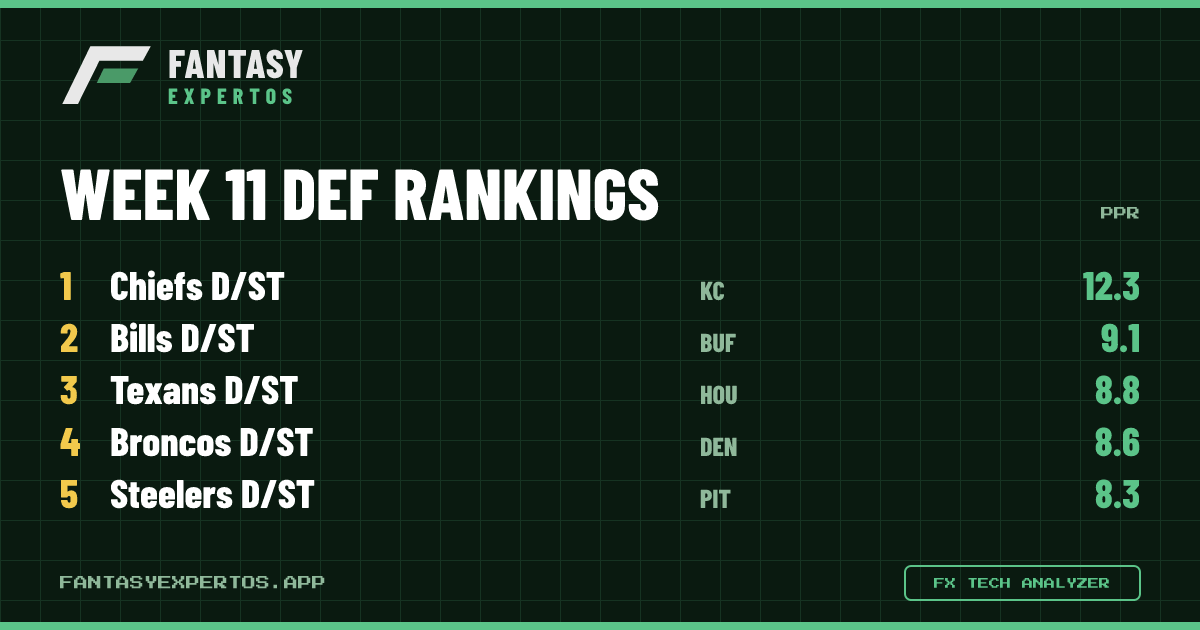 FANTASY
EXPERTOS
WEEK 11 DEF RANKINGS
PPR
1 Chiefs D/ST KC 12.3
2 Bills D/ST BUF 9.1
3 Texans D/ST HOU 8.8
4 Broncos D/ST DEN 8.6
5 Steelers D/ST PIT 8.3
FANTASYEXPERTOS.APP
FX TECH ANALYZER